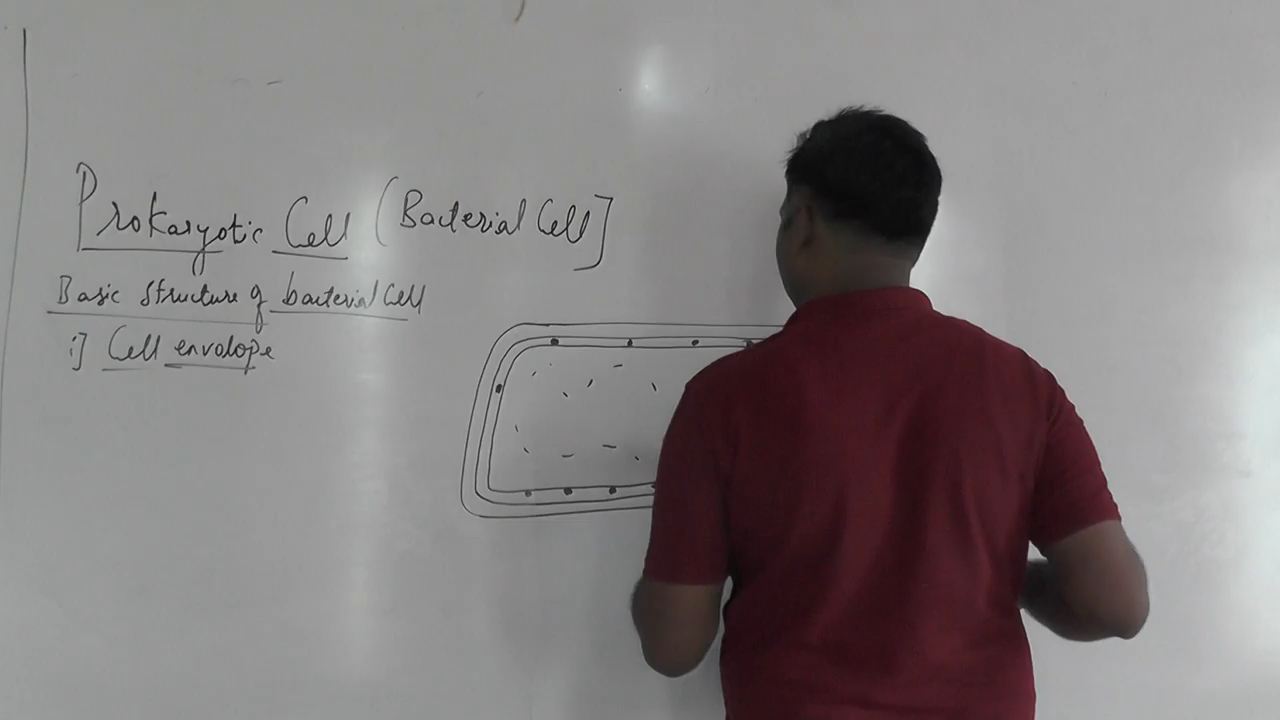 Prokaryotic Cell (Bacterial Cell]
Basic structure of bacterial Cell
i] Cell envolope